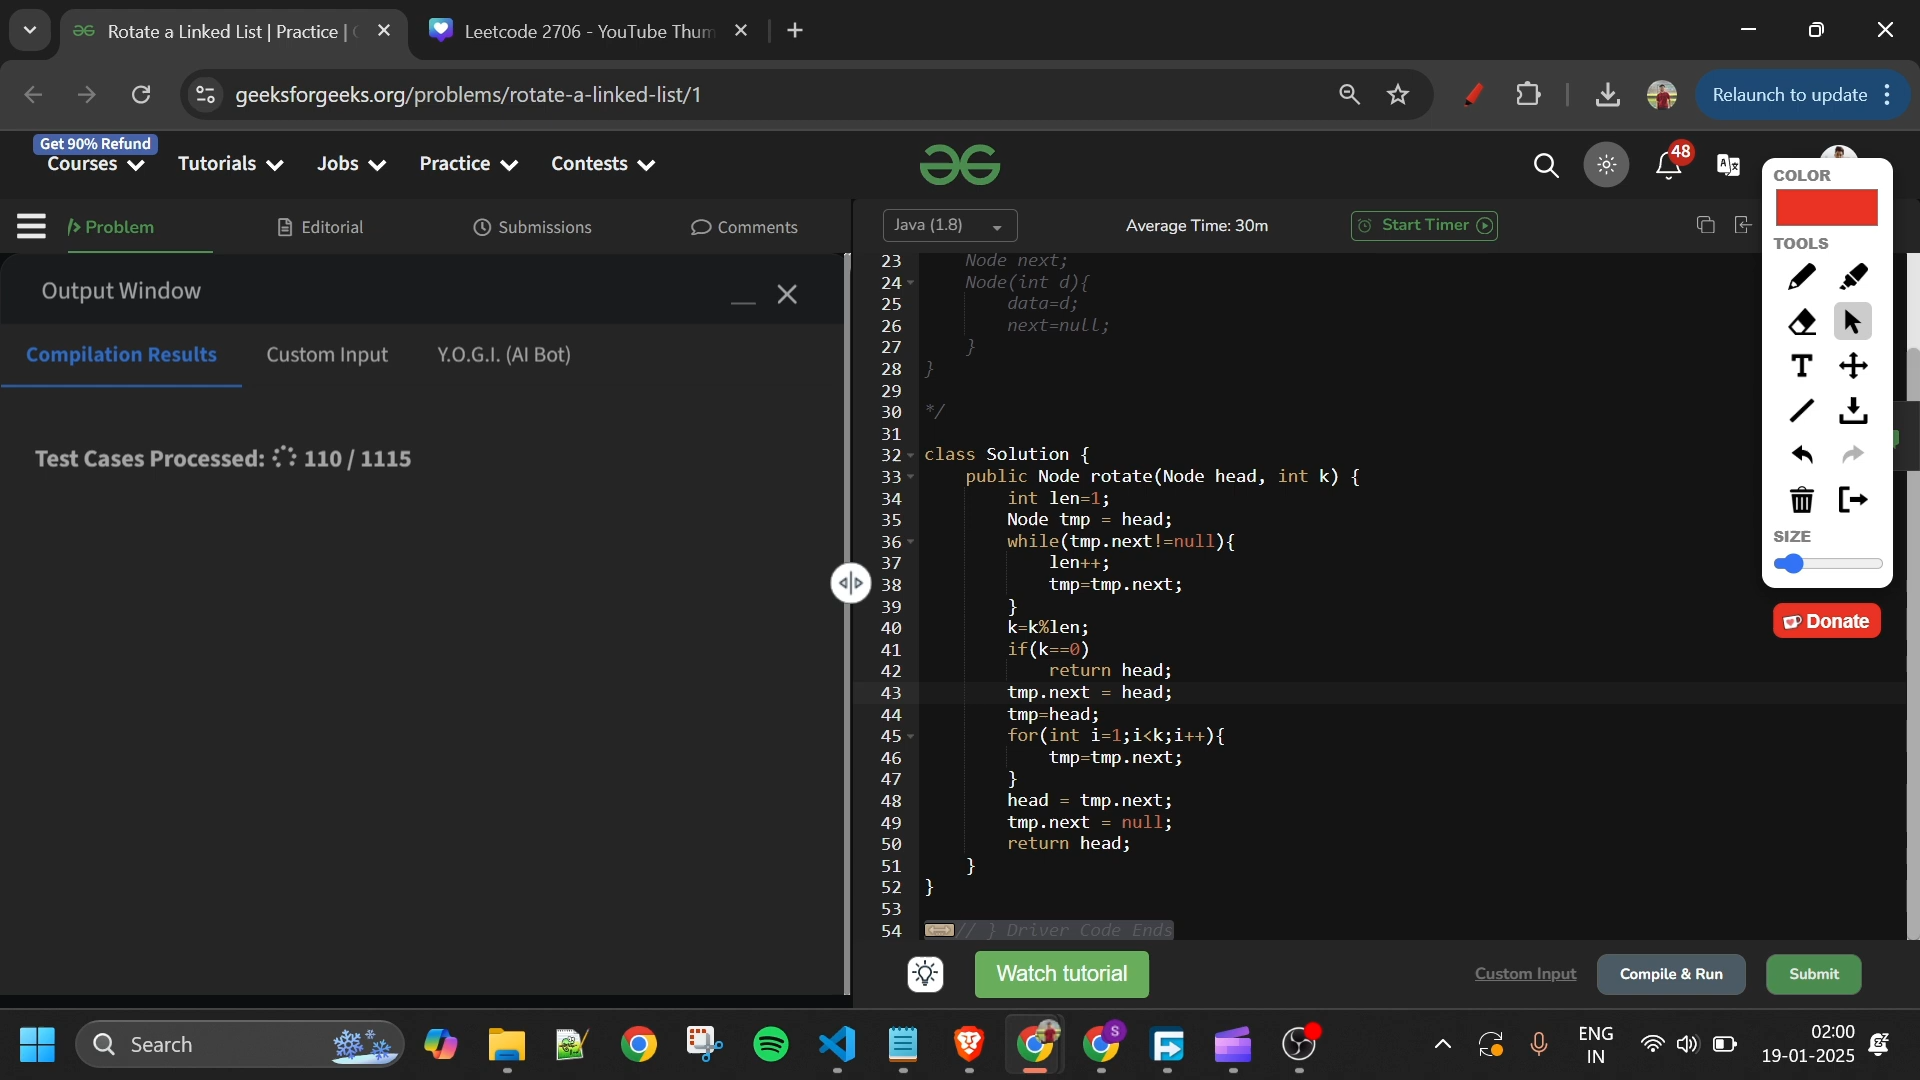 Rotate a Linked List | Practice |
Leetcode 2706 - YouTube Thum
geeksforgeeks.org/problems/rotate-a-linked-list/1
Relaunch to update
Get 90% Refund
Courses
Tutorials
Jobs
Practice
Contests
48
Problem
Editorial
Submissions
Comments
Java (1.8)
Average Time: 30m
Start Timer
Output Window
Compilation Results
Custom Input
Y.O.G.I. (AI Bot)
Test Cases Processed: 110 / 1115
23 Node next;
24 Node(int d){
25 data=d;
26 next=null;
27 }
28 }
29
30 */
31
32 class Solution {
33 public Node rotate(Node head, int k) {
34 int len=1;
35 Node tmp = head;
36 while(tmp.next!=null){
37 len++;
38 tmp=tmp.next;
39 }
40 k=k%len;
41 if(k==0)
42 return head;
43 tmp.next = head;
44 tmp=head;
45 for(int i=1;i<k;i++){
46 tmp=tmp.next;
47 }
48 head = tmp.next;
49 tmp.next = null;
50 return head;
51 }
52 }
53
54 // } Driver Code Ends
COLOR
TOOLS
T
SIZE
Donate
Watch tutorial
Custom Input
Compile & Run
Submit
Search
S
ENG
IN
02:00
19-01-2025